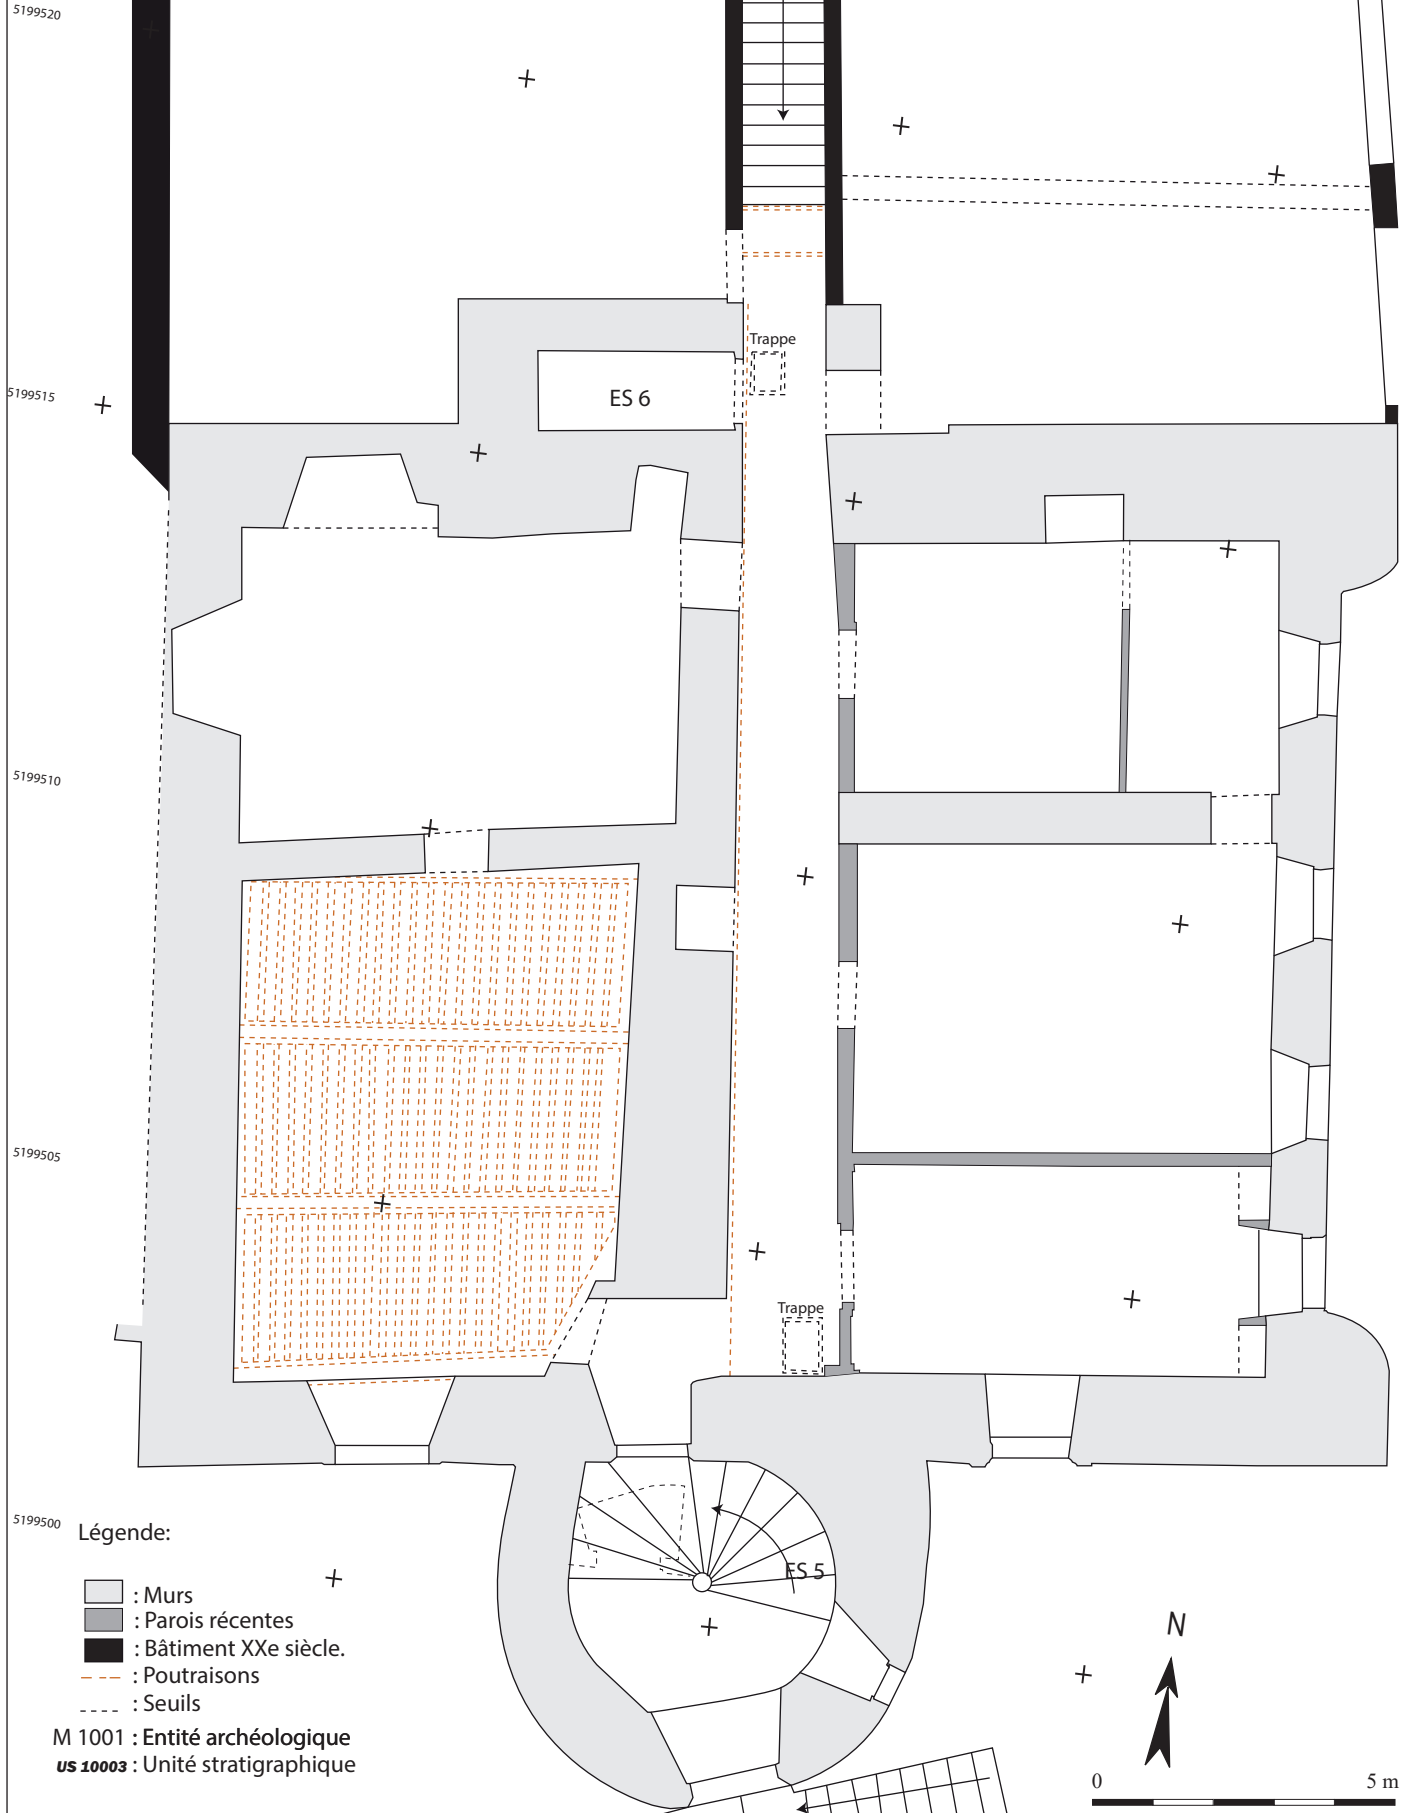 5199520
Trappe
5199515
ES 6
5199510
5199505
Trappe
5199500
Légende:
ES 5
: Murs
: Parois récentes
: Bâtiment XXe siècle.
: Poutraisons
: Seuils
M 1001 : Entité archéologique
US 10003 : Unité stratigraphique
N
0 5 m